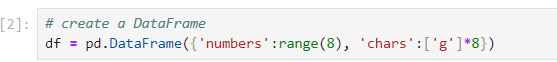 [2]: # create a DataFrame
df = pd.DataFrame({'numbers':range(8), 'chars':['g']*8})